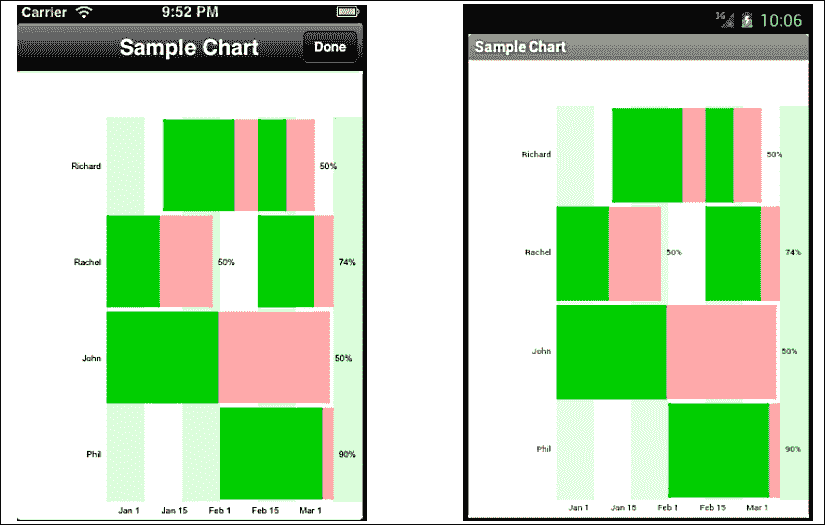 Carrier 9:52 PM
Sample Chart Done
Richard 50%
Rachel 50% 74%
John 50%
Phil 90%
Jan 1 Jan 15 Feb 1 Feb 15 Mar 1
3G 10:06
Sample Chart
Richard 50%
Rachel 50% 74%
John 50%
Phil 90%
Jan 1 Jan 15 Feb 1 Feb 15 Mar 1